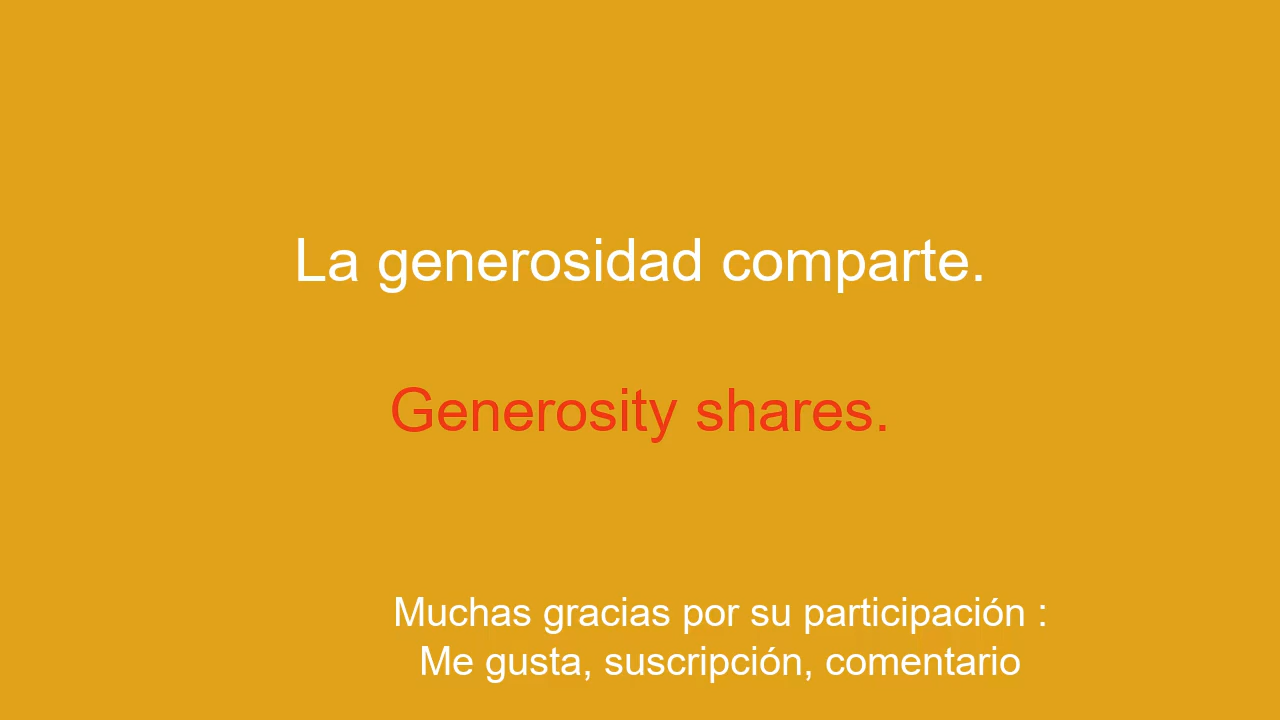 La generosidad comparte.
Generosity shares.
Muchas gracias por su participación :
Me gusta, suscripción, comentario